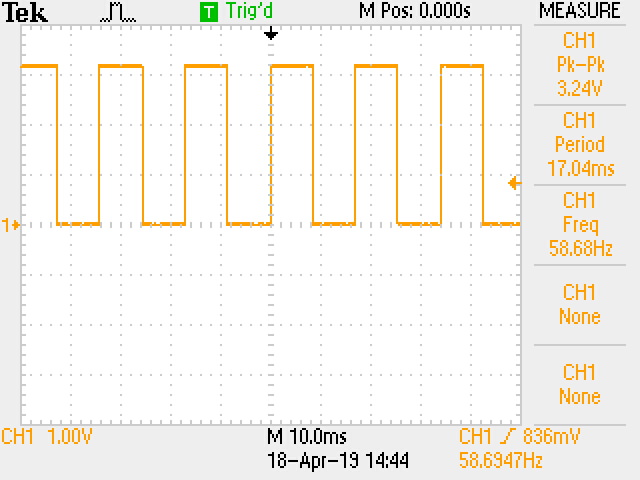 Tek T Trig'd M Pos: 0.000s MEASURE
CH1
Pk-Pk
3.24V
CH1
Period
17.04ms
CH1
Freq
58.68Hz
CH1
None
CH1
None
1
CH1 1.00V M 10.0ms CH1 836mV
18-Apr-19 14:44 58.6947Hz